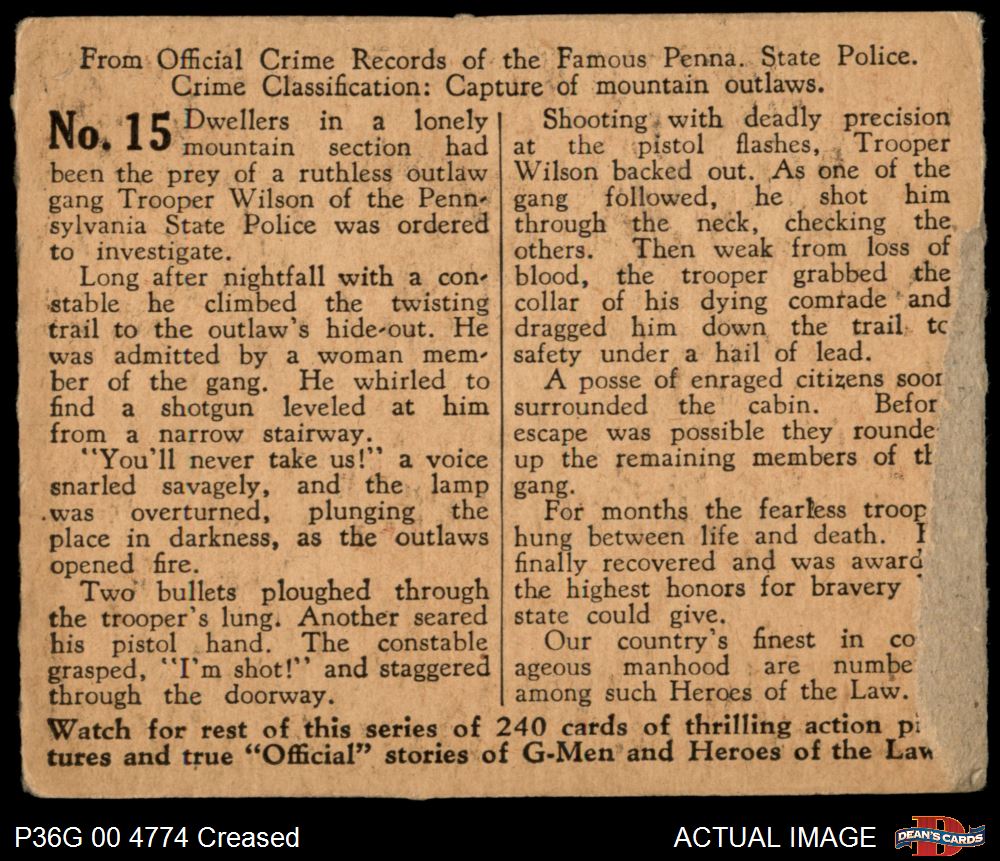 From Official Crime Records of the Famous Penna. State Police.
Crime Classification: Capture of mountain outlaws.
No. 15 Dwellers in a lonely
mountain section had
been the prey of a ruthless outlaw
gang Trooper Wilson of the Penn-
sylvania State Police was ordered
to investigate.
Long after nightfall with a con-
stable he climbed the twisting
trail to the outlaw's hide-out. He
was admitted by a woman mem-
ber of the gang. He whirled to
find a shotgun leveled at him
from a narrow stairway.
"You'll never take us!" a voice
snarled savagely, and the lamp
was overturned, plunging the
place in darkness, as the outlaws
opened fire.
Two bullets ploughed through
the trooper's lung. Another seared
his pistol hand. The constable
grasped, "I'm shot!" and staggered
through the doorway.
Shooting with deadly precision
at the pistol flashes, Trooper
Wilson backed out. As one of the
gang followed, he shot him
through the neck, checking the
others. Then weak from loss of
blood, the trooper grabbed the
collar of his dying comrade and
dragged him down the trail
safety under a hail of lead.
A posse of enraged citizens
surrounded the cabin. Befor
escape was possible they rounde
up the remaining members of
gang.
For months the fearless troop
hung between life and death.
finally recovered and was award
the highest honors for bravery
state could give.
Our country's finest in co
ageous manhood are numbe
among such Heroes of the Law.
Watch for rest of this series of 240 cards of thrilling action
tures and true "Official" stories of G-Men and Heroes of the Law
P36G 00 4774 Creased
ACTUAL IMAGE
DEAN'S CARDS